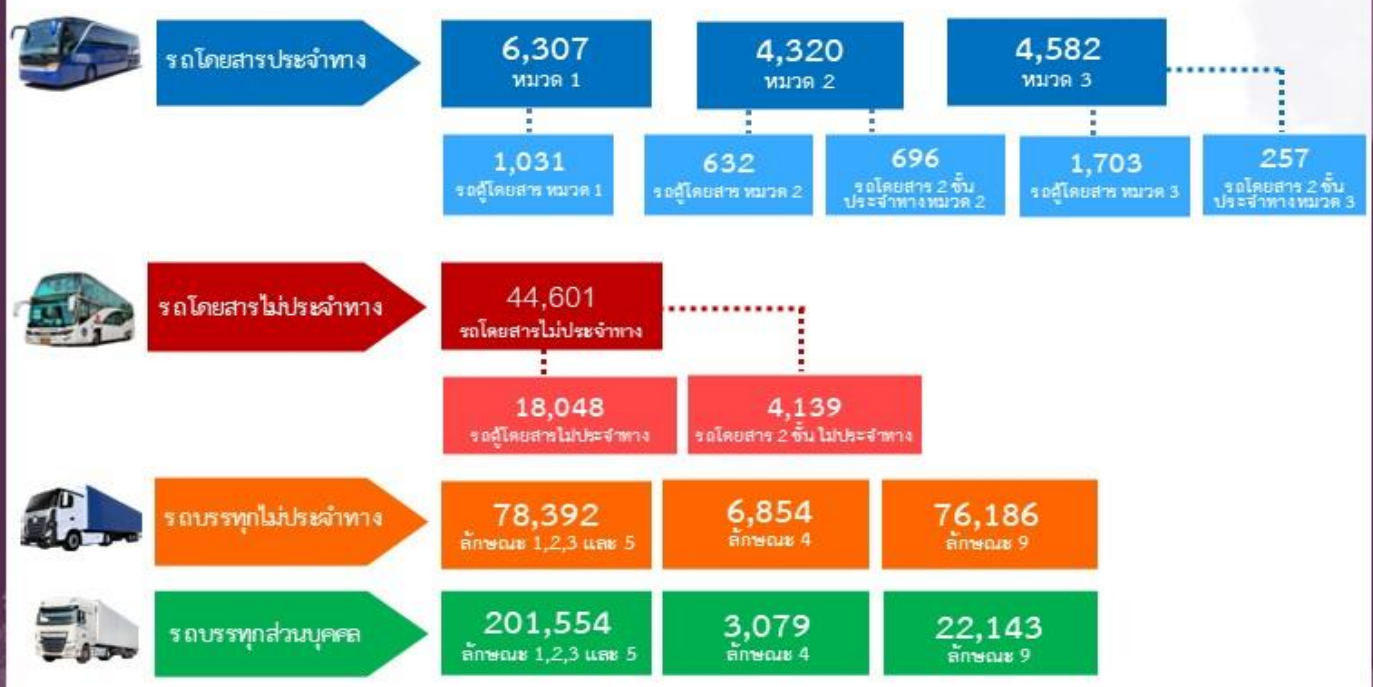 รถโดยสารประจำทาง
6,307
หมวด 1
4,320
หมวด 2
4,582
หมวด 3
1,031
รถตู้โดยสาร หมวด 1
632
รถตู้โดยสาร หมวด 2
696
รถโดยสาร 2 ชั้น
ประจำทางหมวด 2
1,703
รถตู้โดยสาร หมวด 3
257
รถโดยสาร 2 ชั้น
ประจำทางหมวด 3
รถโดยสารไม่ประจำทาง
44,601
รถโดยสารไม่ประจำทาง
18,048
รถตู้โดยสารไม่ประจำทาง
4,139
รถโดยสาร 2 ชั้น ไม่ประจำทาง
รถบรรทุกไม่ประจำทาง
78,392
ลักษณะ 1,2,3 และ 5
6,854
ลักษณะ 4
76,186
ลักษณะ 9
รถบรรทุกส่วนบุคคล
201,554
ลักษณะ 1,2,3 และ 5
3,079
ลักษณะ 4
22,143
ลักษณะ 9